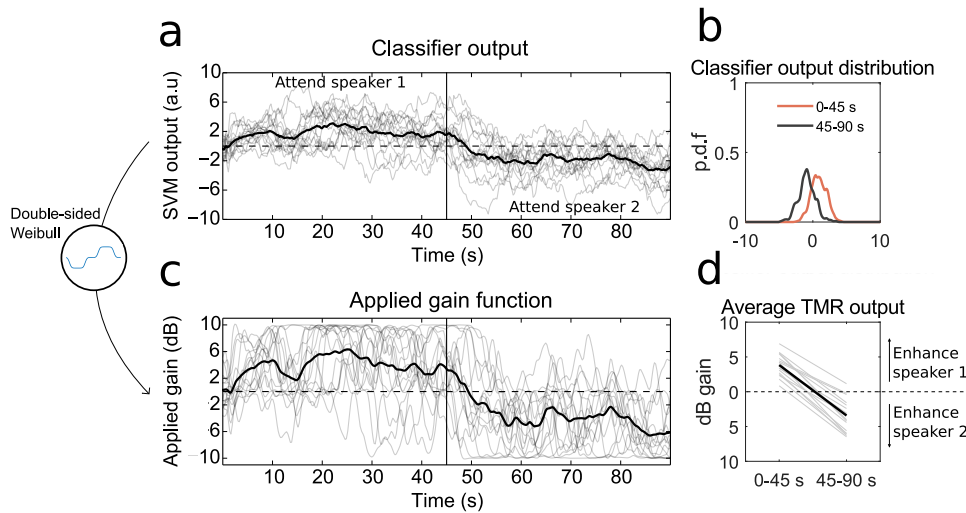 a
Classifier output
SVM output (a.u)
10
6
2
−2
−6
−10
Attend speaker 1
Attend speaker 2
0 10 20 30 40 50 60 70 80
Time (s)
b
Classifier output distribution
p.d.f
1
0.5
0
0-45 s
45-90 s
-10 0 10
Double-sided
Weibull
c
Applied gain function
Applied gain (dB)
10
6
2
−2
−6
−10
10 20 30 40 50 60 70 80
Time (s)
d
Average TMR output
dB gain
10
5
0
5
10
Enhance
speaker 1
Enhance
speaker 2
0-45 s 45-90 s